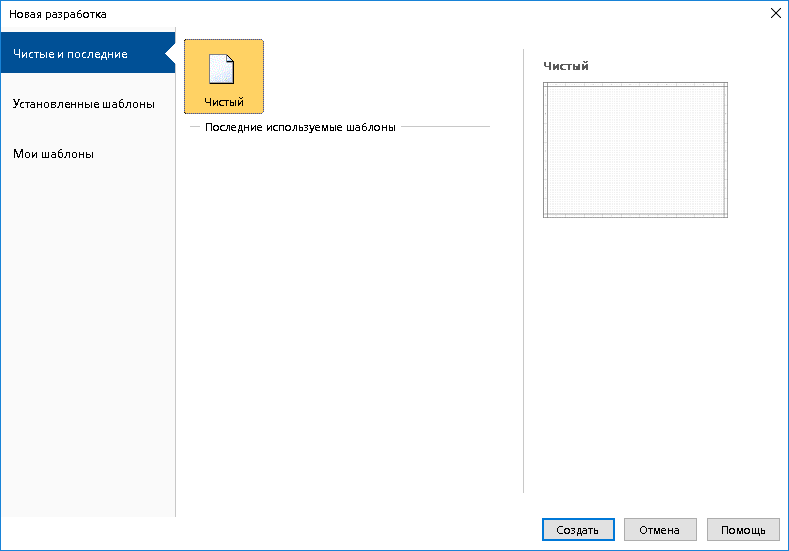 Новая разработка
Чистые и последние
Установленные шаблоны
Мои шаблоны
Чистый
Последние используемые шаблоны
Чистый
Создать
Отмена
Помощь